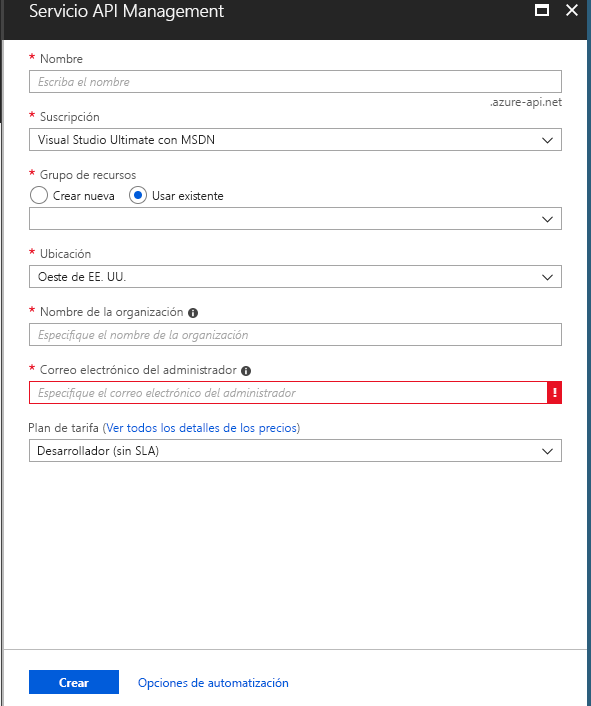 Servicio API Management
* Nombre
Escriba el nombre
.azure-api.net
* Suscripción
Visual Studio Ultimate con MSDN
* Grupo de recursos
Crear nueva Usar existente
* Ubicación
Oeste de EE. UU.
* Nombre de la organización
Especifique el nombre de la organización
* Correo electrónico del administrador
Especifique el correo electrónico del administrador !
Plan de tarifa (Ver todos los detalles de los precios)
Desarrollador (sin SLA)
Crear Opciones de automatización